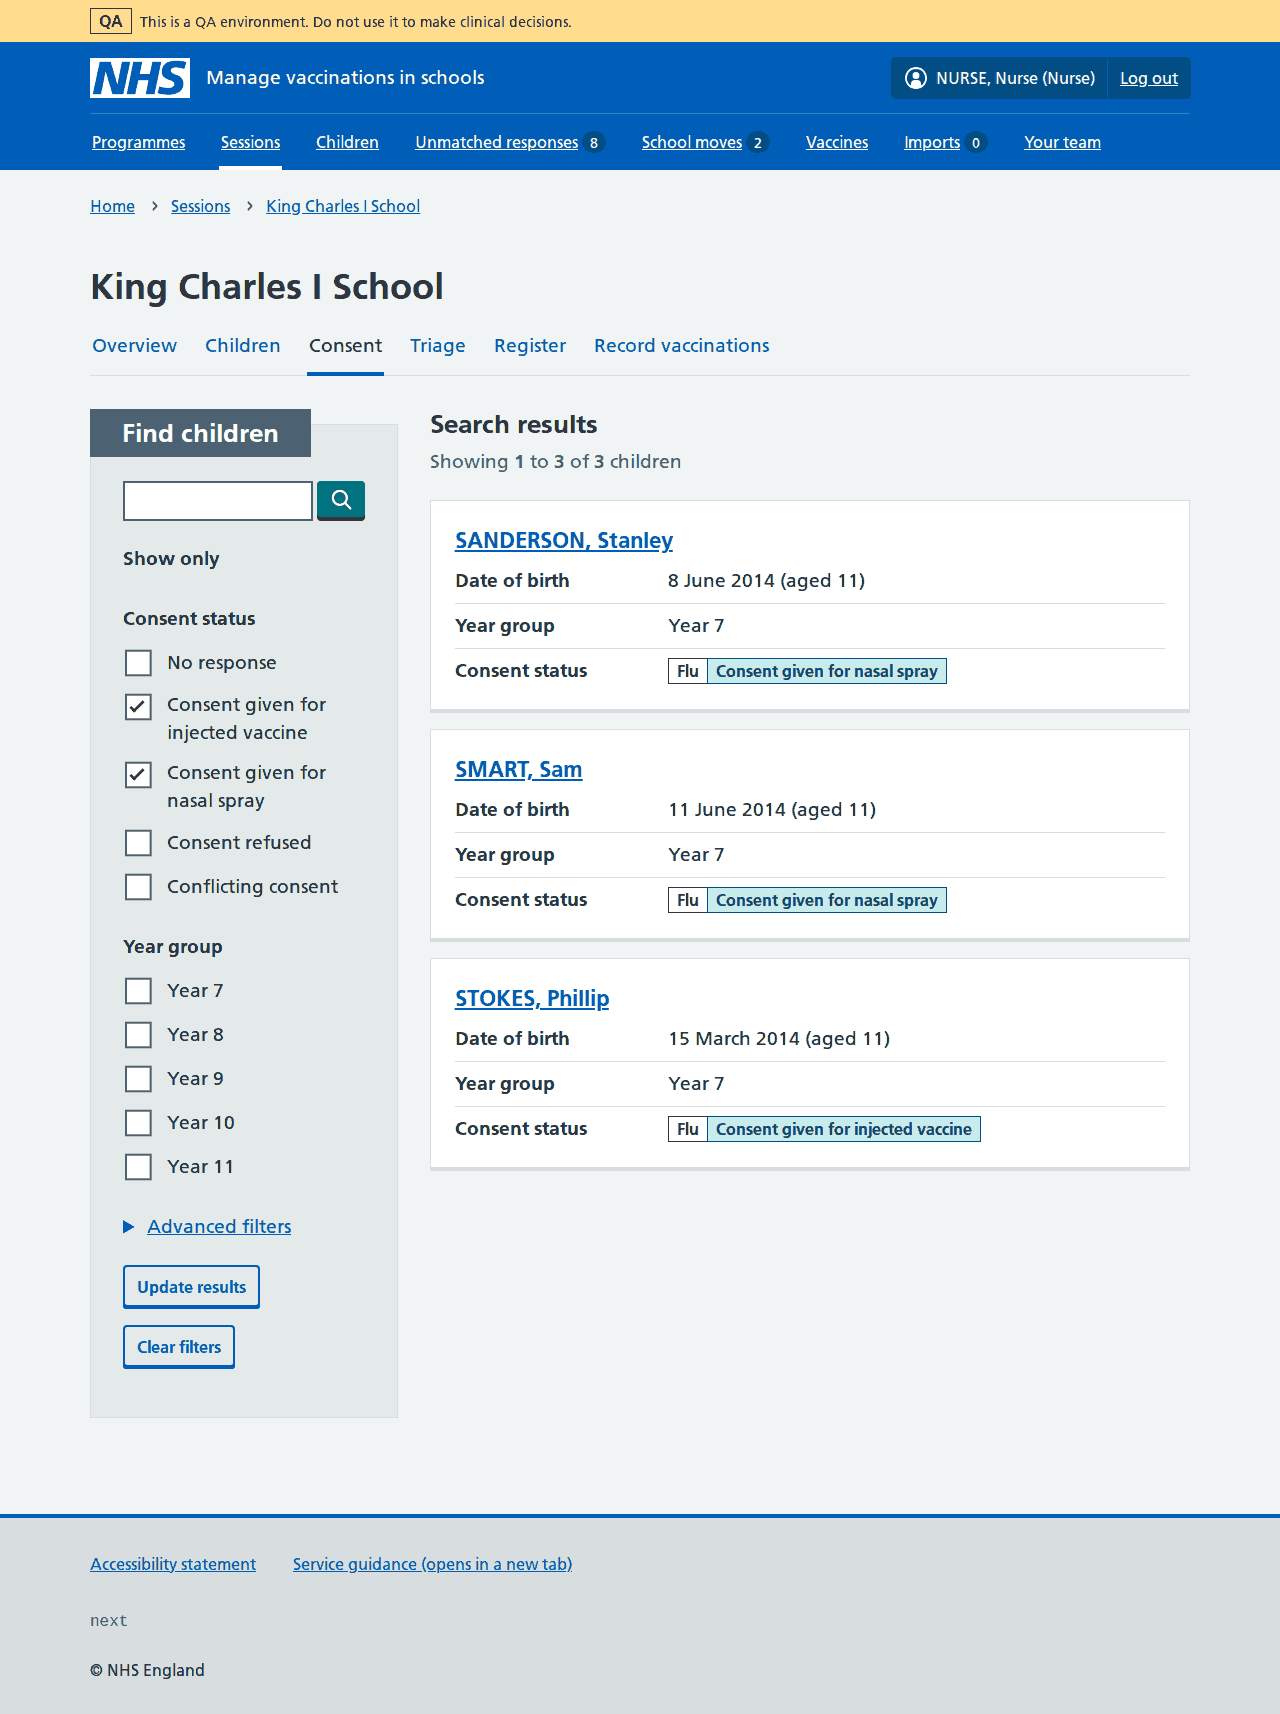 QA This is a QA environment. Do not use it to make clinical decisions.
NHS Manage vaccinations in schools NURSE, Nurse (Nurse) Log out
Programmes Sessions Children Unmatched responses 8 School moves 2 Vaccines Imports 0 Your team
Home Sessions King Charles I School
King Charles I School
Overview Children Consent Triage Register Record vaccinations
Find children
Show only
Consent status
No response
Consent given for
injected vaccine
Consent given for
nasal spray
Consent refused
Conflicting consent
Year group
Year 7
Year 8
Year 9
Year 10
Year 11
Advanced filters
Update results
Clear filters
Search results
Showing 1 to 3 of 3 children
SANDERSON, Stanley
Date of birth 8 June 2014 (aged 11)
Year group Year 7
Consent status Flu Consent given for nasal spray
SMART, Sam
Date of birth 11 June 2014 (aged 11)
Year group Year 7
Consent status Flu Consent given for nasal spray
STOKES, Phillip
Date of birth 15 March 2014 (aged 11)
Year group Year 7
Consent status Flu Consent given for injected vaccine
Accessibility statement Service guidance (opens in a new tab)
next
© NHS England